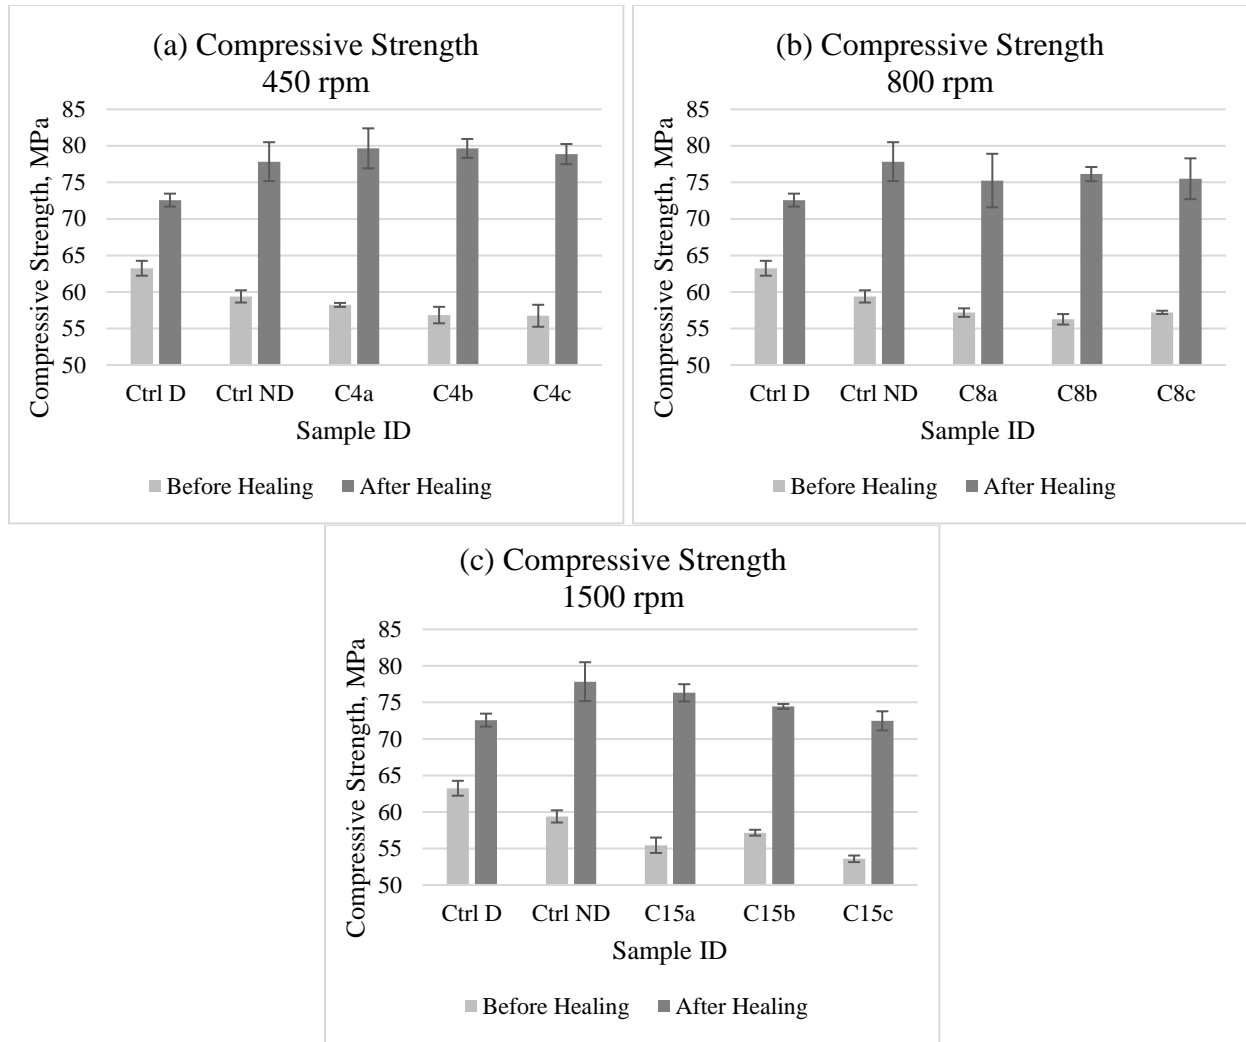 (a) Compressive Strength
450 rpm
Compressive Strength, MPa
85
80
75
70
65
60
55
50
Ctrl D Ctrl ND C4a C4b C4c
Sample ID
Before Healing After Healing
(b) Compressive Strength
800 rpm
Compressive Strength, MPa
85
80
75
70
65
60
55
50
Ctrl D Ctrl ND C8a C8b C8c
Sample ID
Before Healing After Healing
(c) Compressive Strength
1500 rpm
Compressive Strength, MPa
85
80
75
70
65
60
55
50
Ctrl D Ctrl ND C15a C15b C15c
Sample ID
Before Healing After Healing